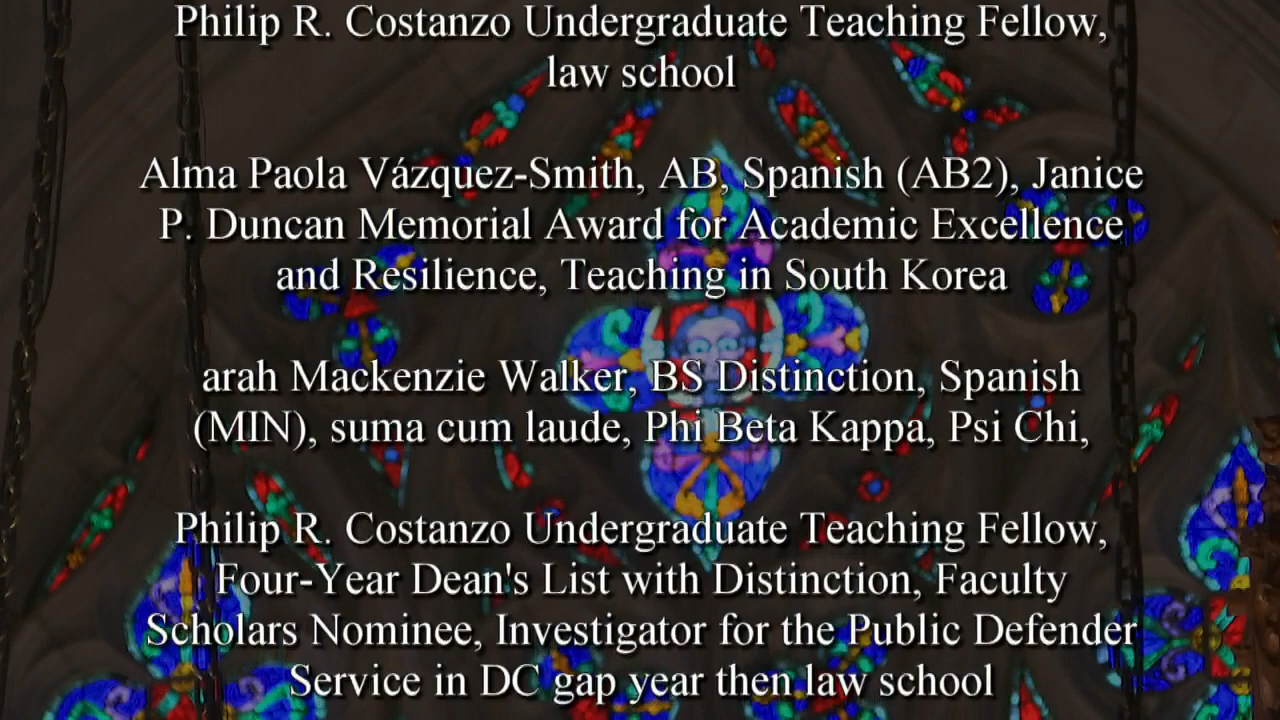 Philip R. Costanzo Undergraduate Teaching Fellow,
law school
Alma Paola Vázquez-Smith, AB, Spanish (AB2), Janice
P. Duncan Memorial Award for Academic Excellence
and Resilience, Teaching in South Korea
arah Mackenzie Walker, BS Distinction, Spanish
(MIN), suma cum laude, Phi Beta Kappa, Psi Chi,
Philip R. Costanzo Undergraduate Teaching Fellow,
Four-Year Dean's List with Distinction, Faculty
Scholars Nominee, Investigator for the Public Defender
Service in DC gap year then law school